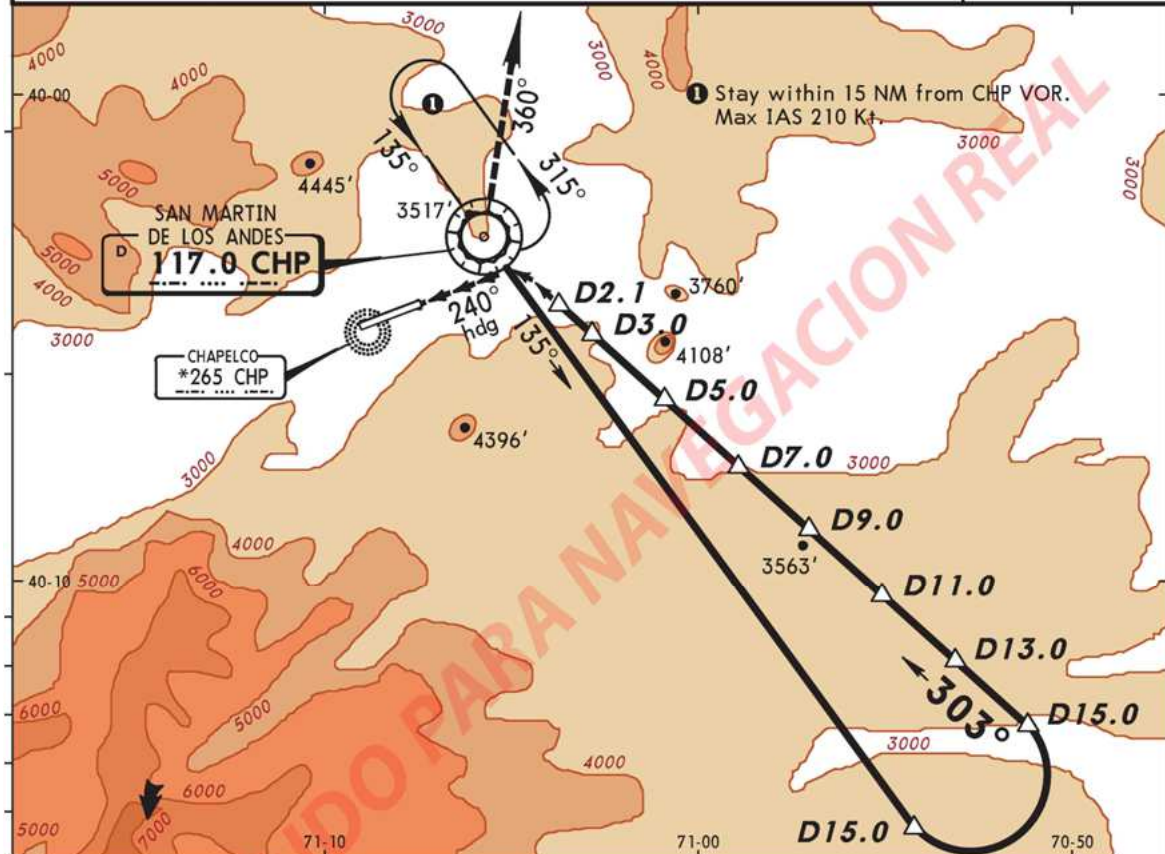 3000
3000
4000
40-00
4000
4000
3000
3000
360°
❶
❶ Stay within 15 NM from CHP VOR.
Max IAS 210 Kt.
135°
315°
4445'
5000
3517'
3000
SAN MARTIN
DE LOS ANDES
D 117.0 CHP
5000
4000
3000
240°
hdg
CHAPELCO
*265 CHP
135°
D2.1
3760'
D3.0
4108'
D5.0
4396'
3000
D7.0
3000
D9.0
3563'
4000
40-10
5000
6000
D11.0
D13.0
303°
D15.0
6000
5000
3000
4000
6000
5000
7000
D15.0
71-10
71-00
70-50
IDO PARA NAVEGACION REAL